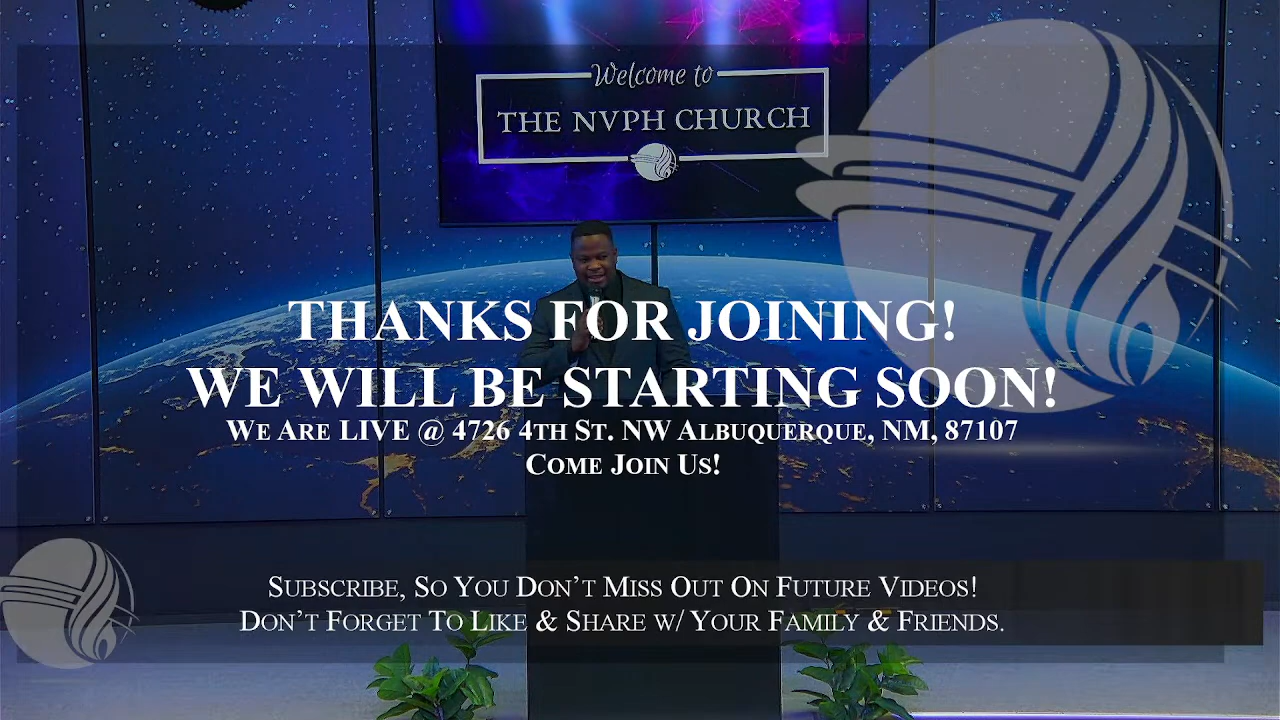 Welcome to
THE NVPH CHURCH
THANKS FOR JOINING!
WE WILL BE STARTING SOON!
WE ARE LIVE @ 4726 4TH ST. NW ALBUQUERQUE, NM, 87107
COME JOIN US!
SUBSCRIBE, SO YOU DON'T MISS OUT ON FUTURE VIDEOS!
DON'T FORGET TO LIKE & SHARE W/ YOUR FAMILY & FRIENDS.